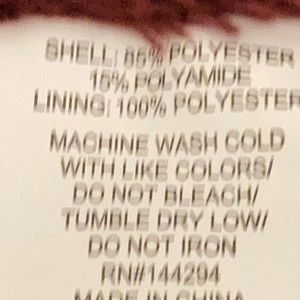 SHELL: 85% POLYESTER
15% POLYAMIDE
LINING: 100% POLYESTER
MACHINE WASH COLD
WITH LIKE COLORS/
DO NOT BLEACH/
TUMBLE DRY LOW/
DO NOT IRON
RN#144294
MADE IN CHINA